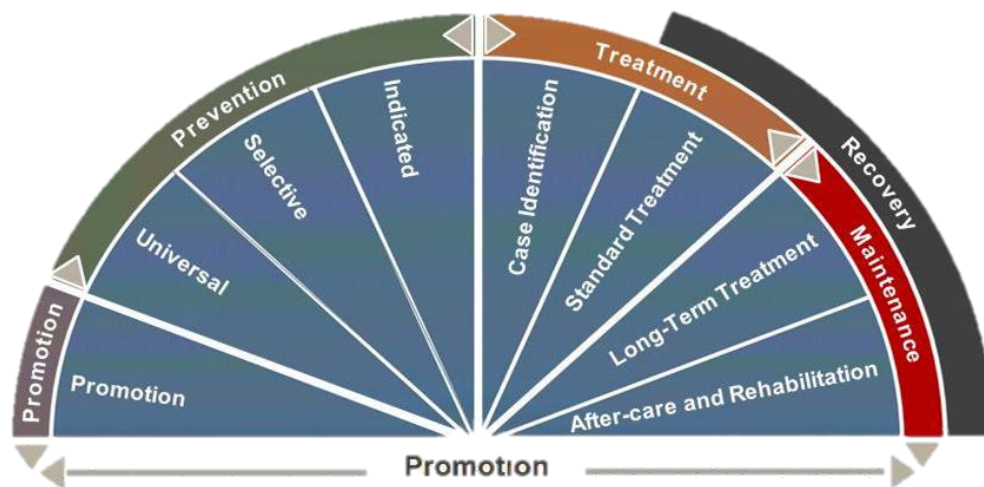 Promotion
Prevention
Treatment
Recovery
Maintenance
Promotion
Universal
Selective
Indicated
Case Identification
Standard Treatment
Long-Term Treatment
After-care and Rehabilitation
Promotion